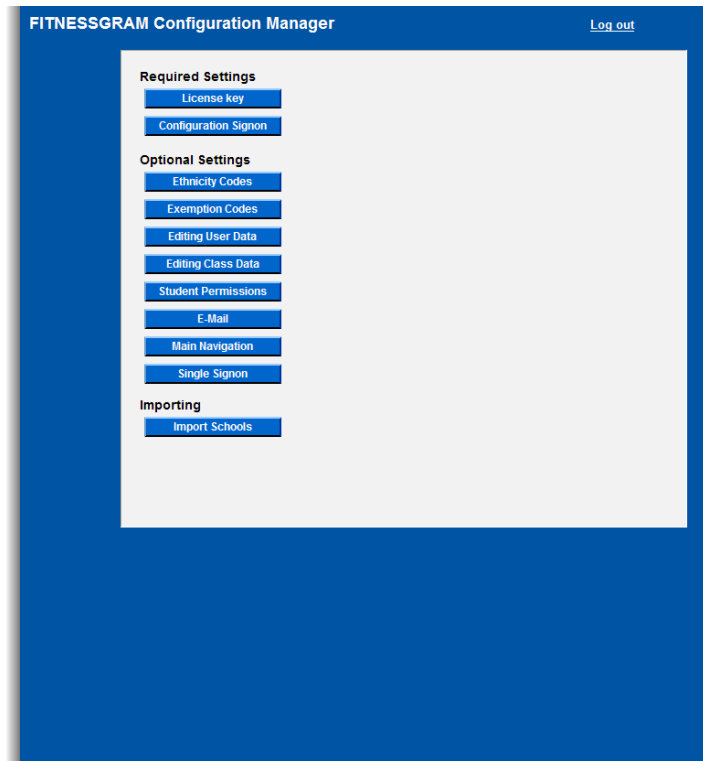 FITNESSGRAM Configuration Manager
Log out
Required Settings
License key
Configuration Signon
Optional Settings
Ethnicity Codes
Exemption Codes
Editing User Data
Editing Class Data
Student Permissions
E-Mail
Main Navigation
Single Signon
Importing
Import Schools